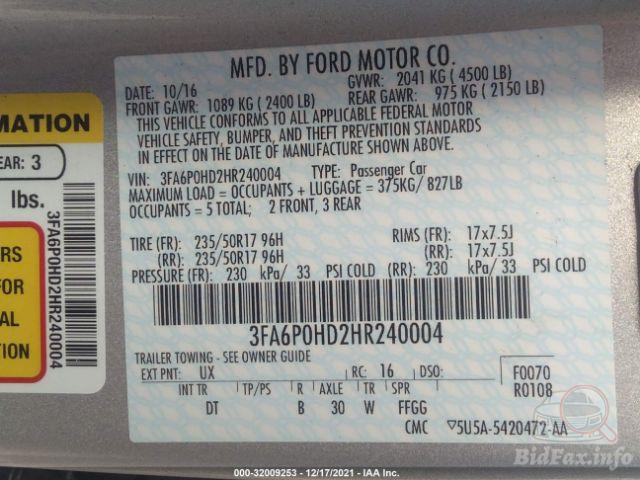 MFD. BY FORD MOTOR CO.
DATE: 10/16 GVWR: 2041 KG ( 4500 LB)
FRONT GAWR: 1089 KG ( 2400 LB) REAR GAWR: 975 KG ( 2150 LB)
THIS VEHICLE CONFORMS TO ALL APPLICABLE FEDERAL MOTOR
VEHICLE SAFETY, BUMPER, AND THEFT PREVENTION STANDARDS
IN EFFECT ON THE DATE OF MANUFACTURE SHOWN ABOVE.
VIN: 3FA6P0HD2HR240004 TYPE: Passenger Car
MAXIMUM LOAD = OCCUPANTS + LUGGAGE = 375KG/ 827LB
OCCUPANTS = 5 TOTAL; 2 FRONT, 3 REAR
TIRE (FR): 235/50R17 96H RIMS (FR): 17x7.5J
(RR): 235/50R17 96H (RR): 17x7.5J
PRESSURE (FR): 230 kPa/ 33 PSI COLD (RR): 230 kPa/ 33 PSI COLD
3FA6P0HD2HR240004
TRAILER TOWING - SEE OWNER GUIDE
EXT PNT: UX RC: 16 DSO: F0070
R0108
INT TR TP/PS R AXLE TR SPR
DT B 30 W FFGG
CMC ▽5U5A-5420472-AA
MATION
EAR: 3
lbs.
3FA6P0HD2HR240004
RS
FOR
AL
ON
000 - 32009253 - 12/17/2021 - IAA Inc.
BidFax.info